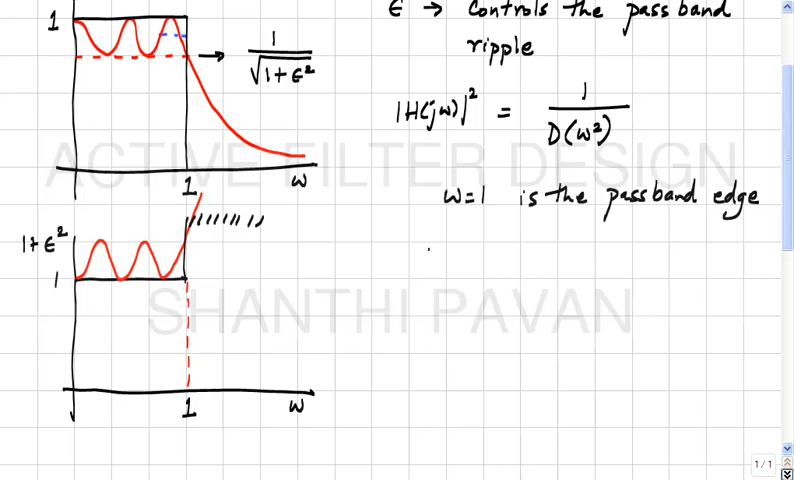 ϵ → Controls the pass band
ripple
1
1/√(1+ϵ²)
|H(jω)|² = 1/D(ω²)
ACTIVE FILTER DESIGN
1 ω
ω=1 is the passband edge
1+ϵ²
1
SHANTHI PAVAN
1 ω
1/1